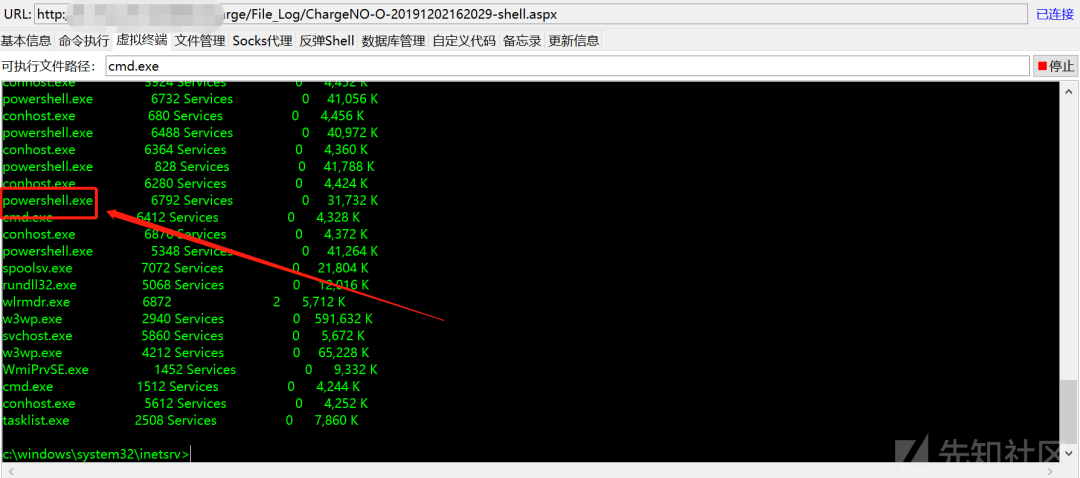 URL: http: arge/File_Log/ChargeNO-O-20191202162029-shell.aspx 已连接
基本信息 命令执行 虚拟终端 文件管理 Socks代理 反弹Shell 数据库管理 自定义代码 备忘录 更新信息
可执行文件路径: cmd.exe 停止
conhost.exe 5924 Services 0 4,452 K
powershell.exe 6732 Services 0 41,056 K
conhost.exe 680 Services 0 4,456 K
powershell.exe 6488 Services 0 40,972 K
conhost.exe 6364 Services 0 4,360 K
powershell.exe 828 Services 0 41,788 K
conhost.exe 6280 Services 0 4,424 K
powershell.exe 6792 Services 0 31,732 K
cmd.exe 6412 Services 0 4,328 K
conhost.exe 6876 Services 0 4,372 K
powershell.exe 5348 Services 0 41,264 K
spoolsv.exe 7072 Services 0 21,804 K
rundll32.exe 5068 Services 0 12,016 K
wlrmdr.exe 6872 2 5,712 K
w3wp.exe 2940 Services 0 591,632 K
svchost.exe 5860 Services 0 5,672 K
w3wp.exe 4212 Services 0 65,228 K
WmiPrvSE.exe 1452 Services 0 9,332 K
cmd.exe 1512 Services 0 4,244 K
conhost.exe 5612 Services 0 4,252 K
tasklist.exe 2508 Services 0 7,860 K
c:\windows\system32\inetsrv>
先知社区